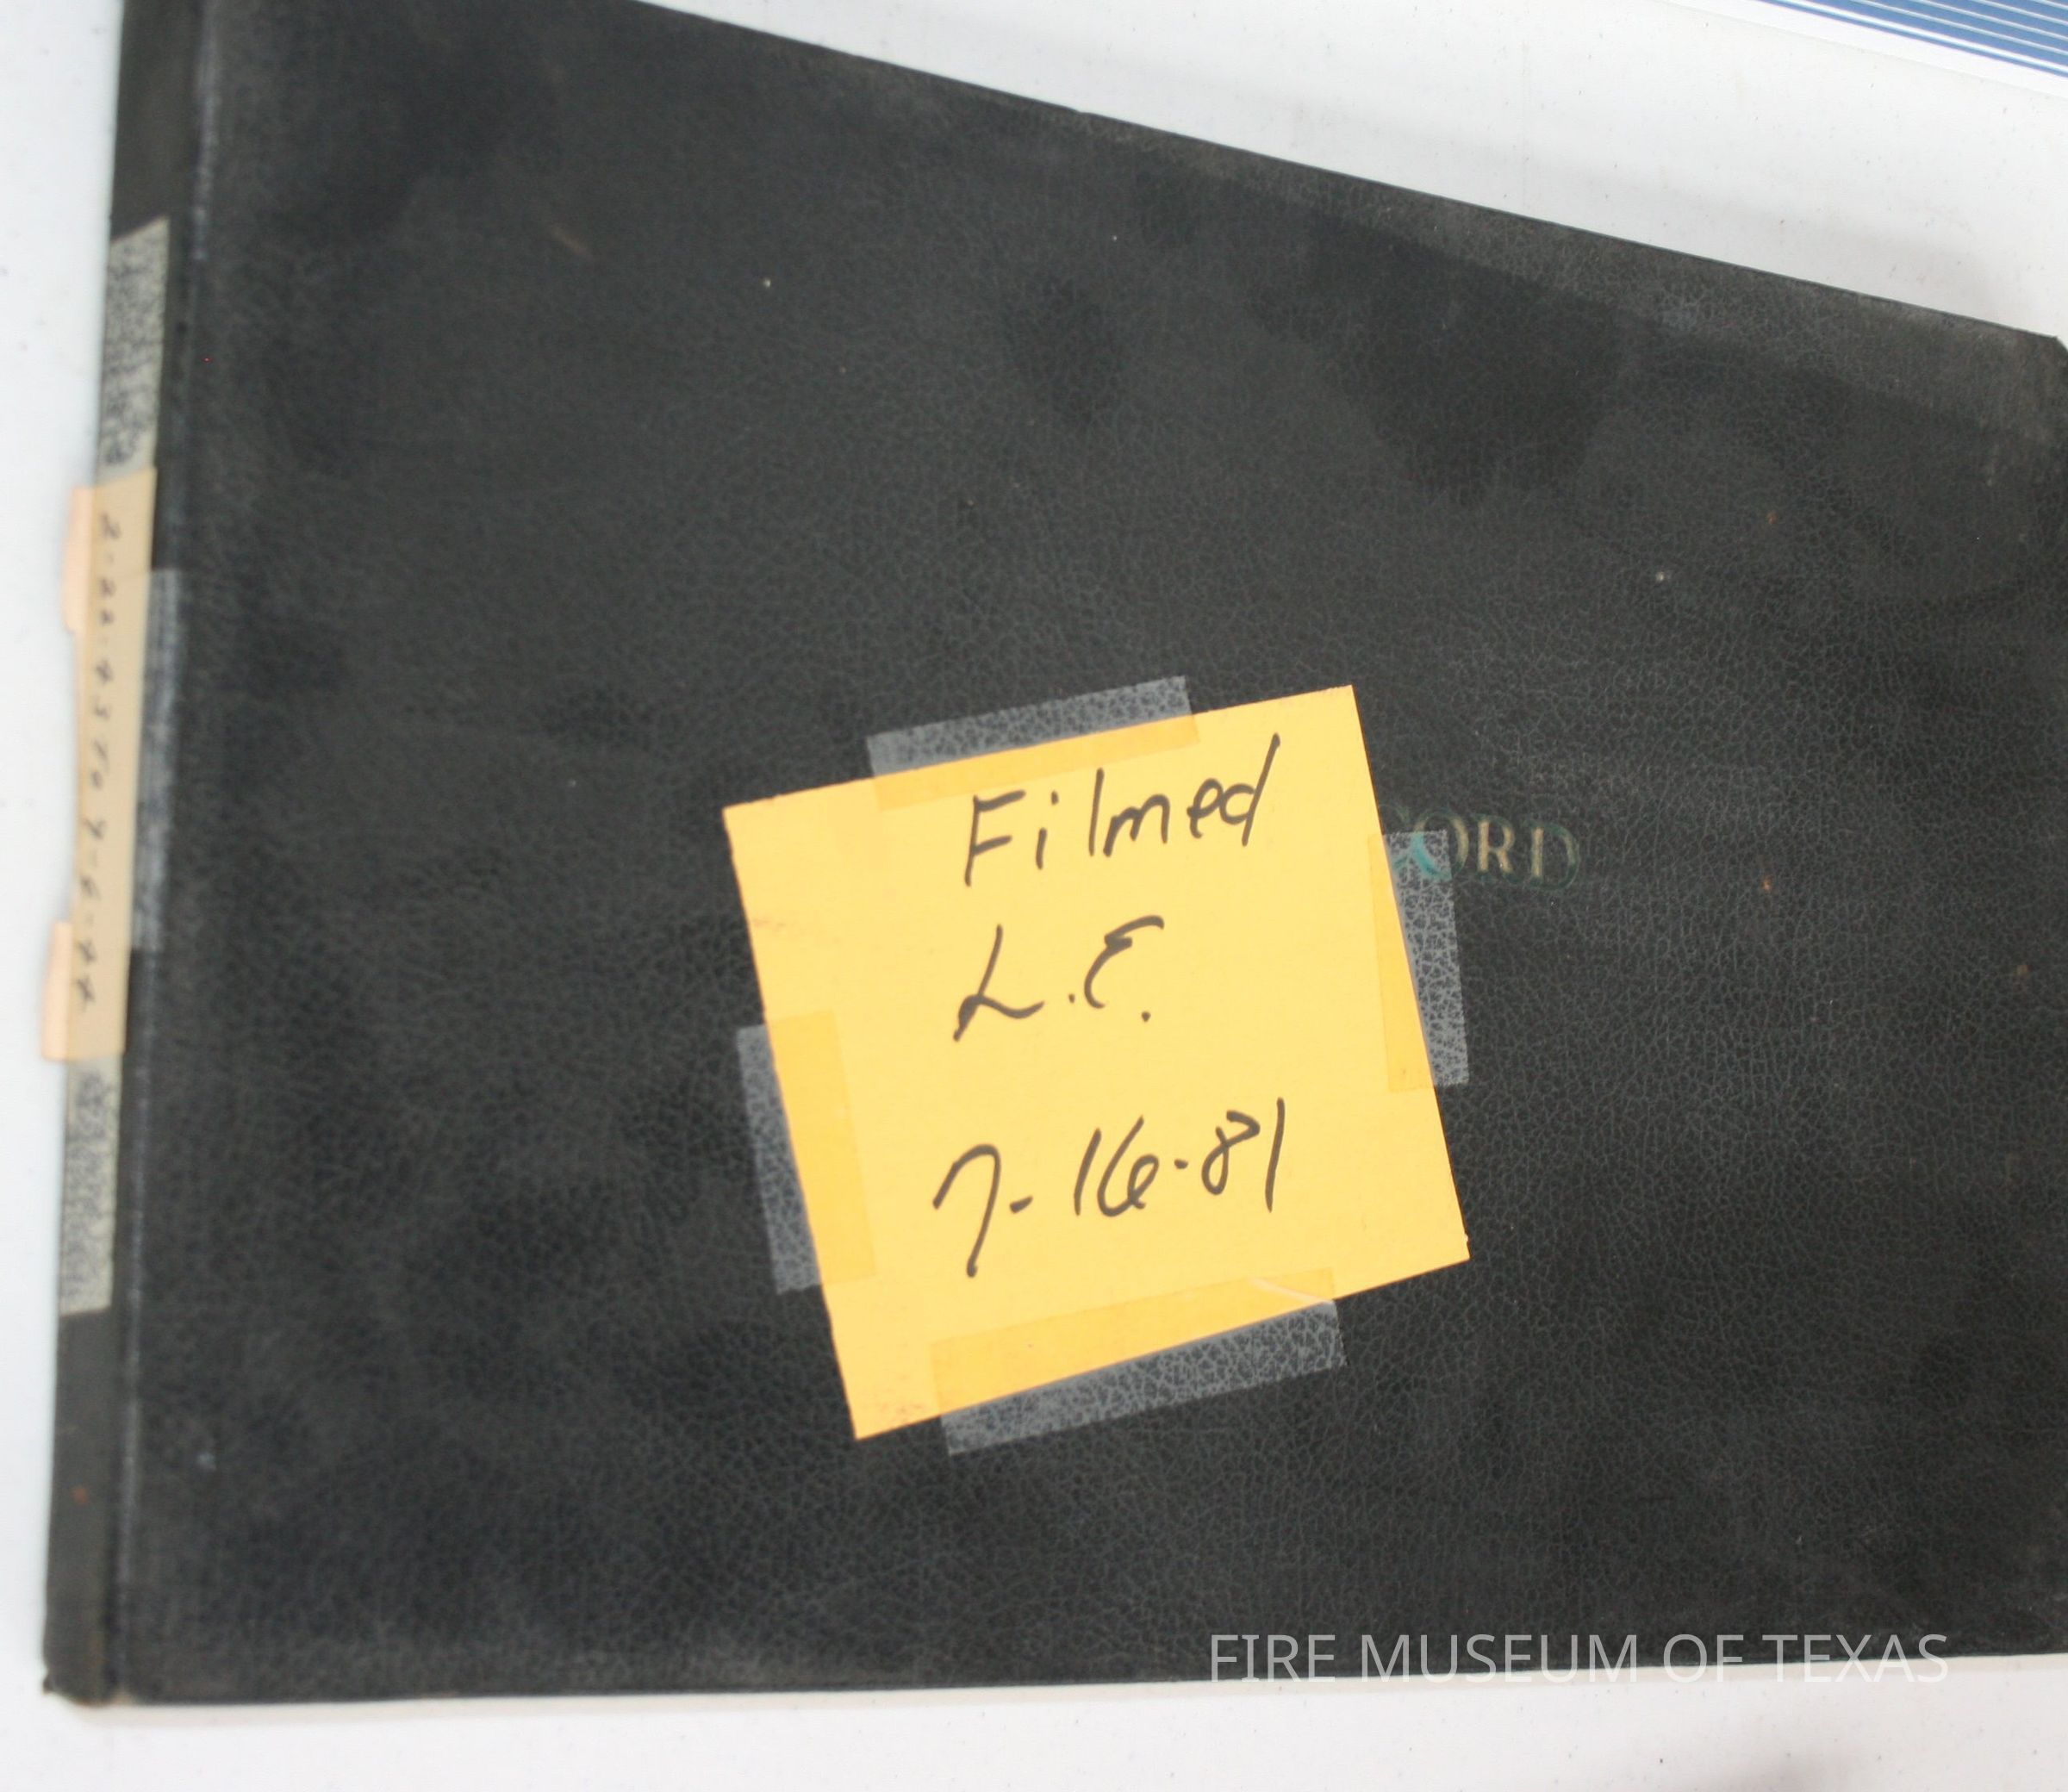 Filmed
L.E.
7-16-81
CORD
FIRE MUSEUM OF TEXAS